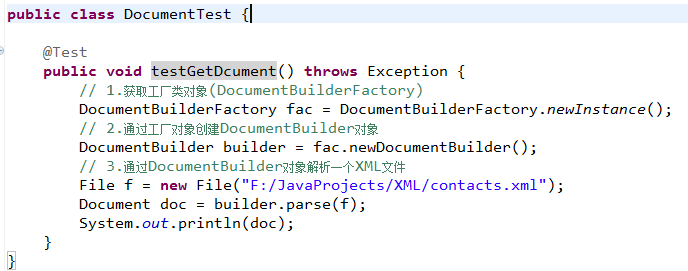 public class DocumentTest {
@Test
public void testGetDcument() throws Exception {
// 1.获取工厂类对象(DocumentBuilderFactory)
DocumentBuilderFactory fac = DocumentBuilderFactory.newInstance();
// 2.通过工厂对象创建DocumentBuilder对象
DocumentBuilder builder = fac.newDocumentBuilder();
// 3.通过DocumentBuilder对象解析一个XML文件
File f = new File("F:/JavaProjects/XML/contacts.xml");
Document doc = builder.parse(f);
System.out.println(doc);
}
}